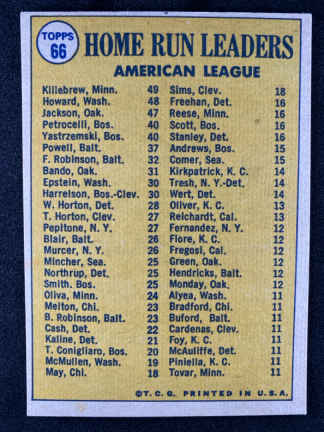 TOPPS
66
HOME RUN LEADERS
AMERICAN LEAGUE
Killebrew, Minn. 49
Howard, Wash. 48
Jackson, Oak. 47
Petrocelli, Bos. 40
Yastrzemski, Bos. 40
Powell, Balt. 37
F. Robinson, Balt. 32
Bando, Oak. 31
Epstein, Wash. 30
Harrelson, Bos.-Clev. 30
W. Horton, Det. 28
T. Horton, Clev. 27
Pepitone, N. Y. 27
Blair, Balt. 26
Murcer, N. Y. 26
Mincher, Sea. 25
Northrup, Det. 25
Smith, Bos. 25
Oliva, Minn. 24
Melton, Chi. 23
B. Robinson, Balt. 23
Cash, Det. 22
Kaline, Det. 21
T. Conigliaro, Bos. 20
McMullen, Wash. 19
May, Chi. 18
Sims, Clev. 18
Freehan, Det. 16
Reese, Minn. 16
Scott, Bos. 16
Stanley, Det. 16
Andrews, Bos. 15
Comer, Sea. 15
Kirkpatrick, K. C. 14
Tresh, N. Y.-Det. 14
Wert, Det. 14
Oliver, K. C. 13
Reichardt, Cal. 13
Fernandez, N. Y. 12
Fiore, K. C. 12
Fregosi, Cal. 12
Green, Oak. 12
Hendricks, Balt. 12
Monday, Oak. 12
Alyea, Wash. 11
Bradford, Chi. 11
Buford, Balt. 11
Cardenas, Clev. 11
Foy, K. C. 11
McAuliffe, Det. 11
Piniella, K. C. 11
Tovar, Minn. 11
©T. C. G. PRINTED IN U.S.A.